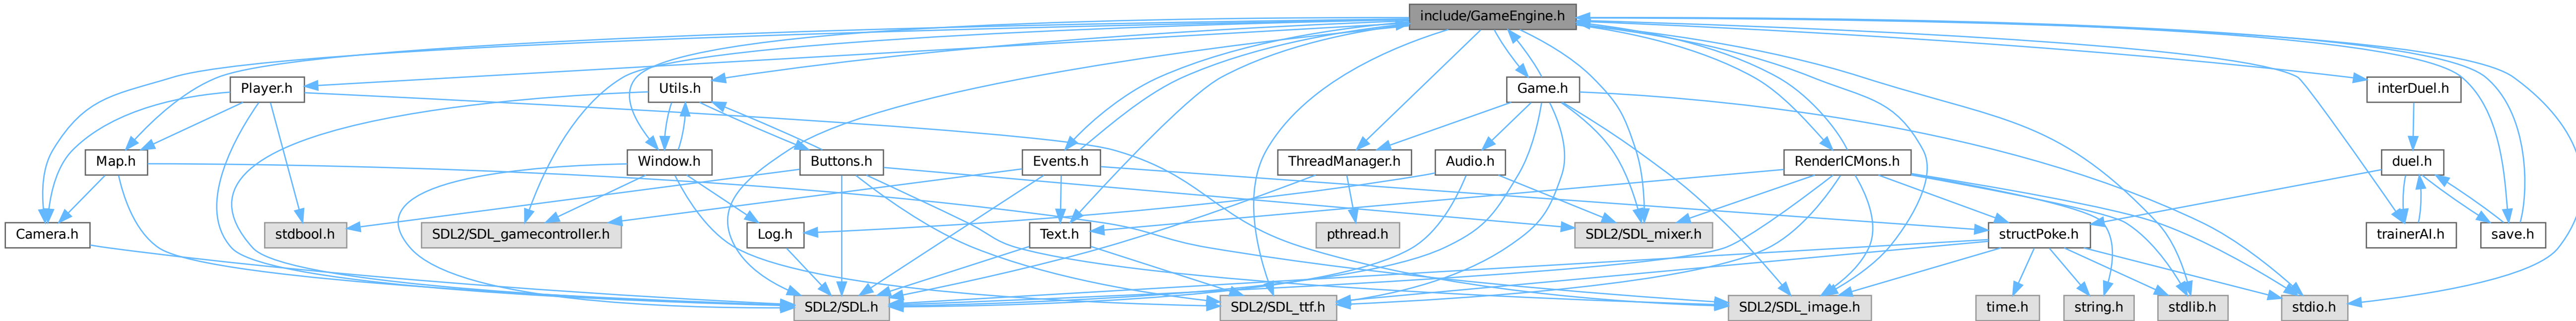 include/GameEngine.h
Player.h
Utils.h
Game.h
interDuel.h
Map.h
Window.h
Buttons.h
Events.h
ThreadManager.h
Audio.h
RenderICMons.h
duel.h
Camera.h
stdbool.h
SDL2/SDL_gamecontroller.h
Log.h
Text.h
pthread.h
SDL2/SDL_mixer.h
structPoke.h
trainerAI.h
save.h
SDL2/SDL.h
SDL2/SDL_ttf.h
SDL2/SDL_image.h
time.h
string.h
stdlib.h
stdio.h